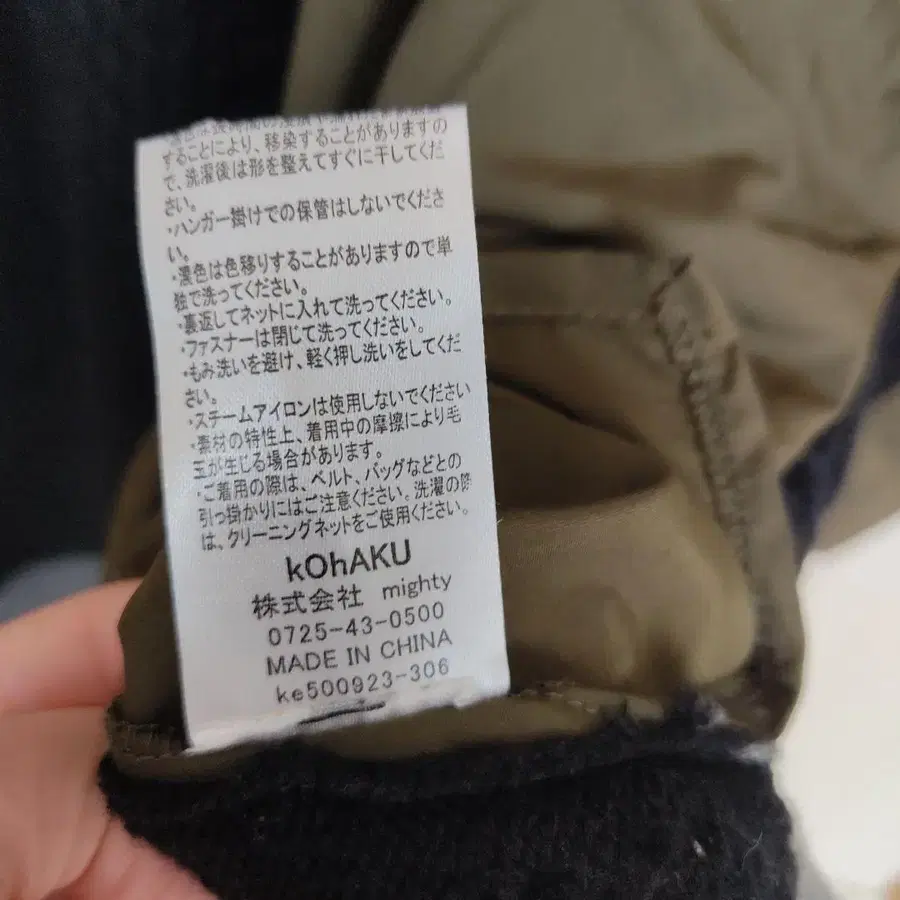 することにより、移染することがありますの
で、洗濯後は形を整えてすぐに干してくだ
さい。
・ハンガー掛けでの保管はしないでくださ
い。
・濃色は色移りすることがありますので単
独で洗ってください。
・裏返してネットに入れて洗ってください。
・ファスナーは閉じて洗ってください。
・もみ洗いを避け、軽く押し洗いをしてくだ
さい。
・スチームアイロンは使用しないでください
・素材の特性上、着用中の摩擦により毛
玉が生じる場合があります。
・ご着用の際は、ベルト、バッグなどとの
引っ掛かりにはご注意ください。洗濯の際
は、クリーニングネットをご使用ください。
kOhAKU
株式会社 mighty
0725-43-0500
MADE IN CHINA
ke500923-306